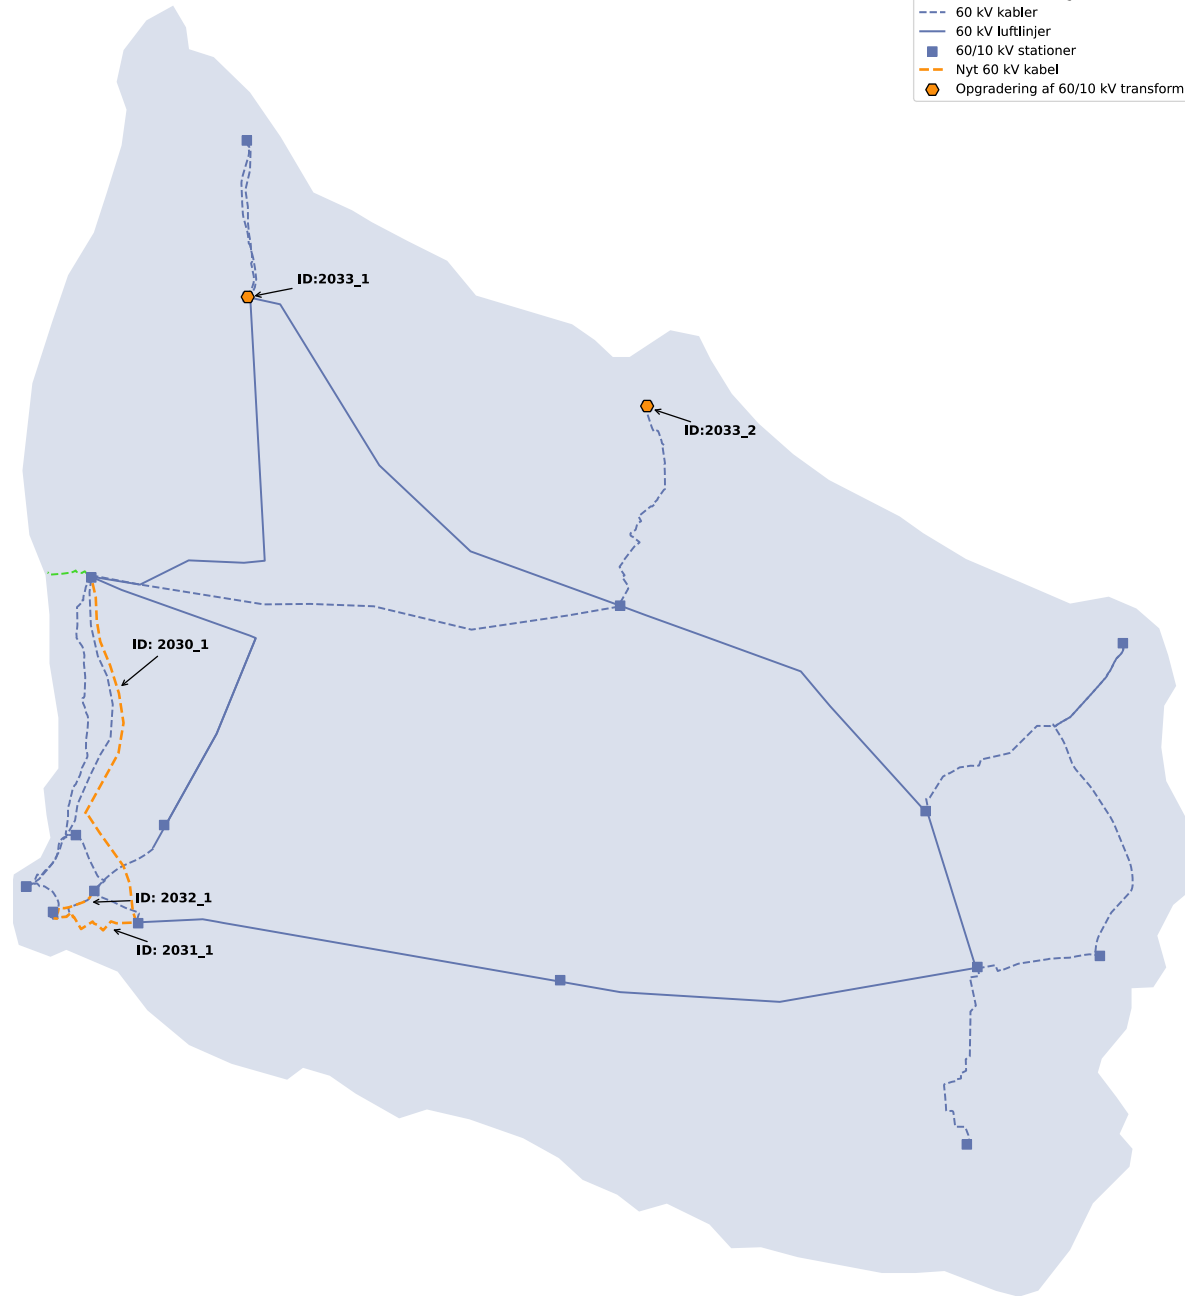 60 kV kabler
60 kV luftlinjer
60/10 kV stationer
Nyt 60 kV kabel
Opgradering af 60/10 kV transform
ID:2033_1
ID:2033_2
ID: 2030_1
ID: 2032_1
ID: 2031_1